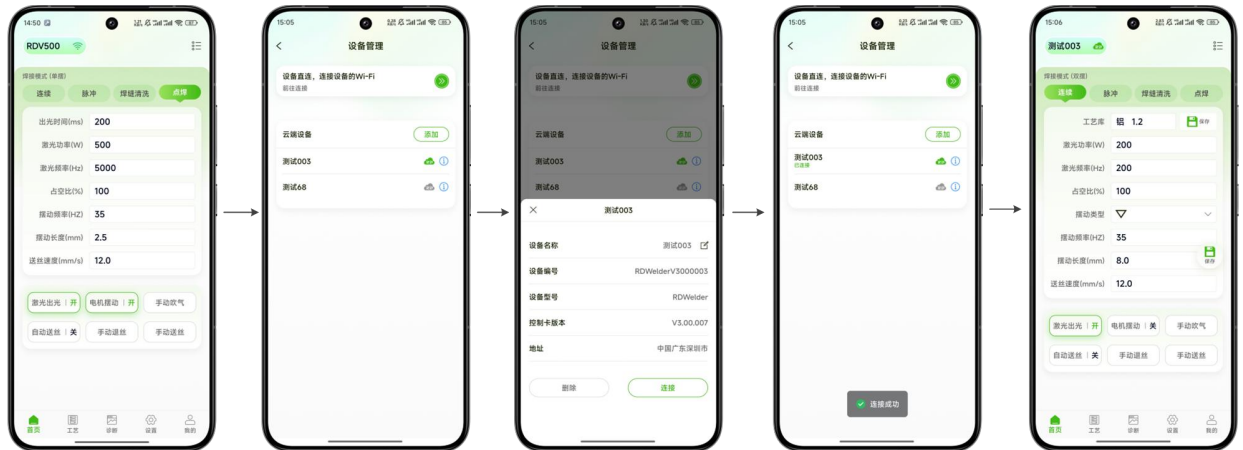 14:50
RDV500
焊接模式 (单摆)
连续 脉冲 焊缝清洗 点焊
出光时间(ms) 200
激光功率(W) 500
激光频率(Hz) 5000
占空比(%) 100
摆动频率(HZ) 35
摆动长度(mm) 2.5
送丝速度(mm/s) 12.0
激光出光 | 开 电机摆动 | 开 手动吹气
自动送丝 | 关 手动退丝 手动送丝
首页 工艺 诊断 设置 我的
15:05
设备管理
设备直连，连接设备的Wi-Fi
前往连接
云端设备 添加
测试003
测试68
15:05
设备管理
设备直连，连接设备的Wi-Fi
前往连接
云端设备 添加
测试003
测试68
测试003
设备名称 测试003
设备编号 RDWelderV3000003
设备型号 RDWelder
控制卡版本 V3.00.007
地址 中国广东深圳市
删除 连接
15:05
设备管理
设备直连，连接设备的Wi-Fi
前往连接
云端设备 添加
测试003
已连接
测试68
连接成功
15:06
测试003
焊接模式 (双摆)
连续 脉冲 焊缝清洗 点焊
工艺库 铝 1.2 保存
激光功率(W) 200
激光频率(Hz) 200
占空比(%) 100
摆动类型
摆动频率(HZ) 35
保存
摆动长度(mm) 8.0
送丝速度(mm/s) 12.0
激光出光 | 开 电机摆动 | 关 手动吹气
自动送丝 | 关 手动退丝 手动送丝
首页 工艺 诊断 设置 我的